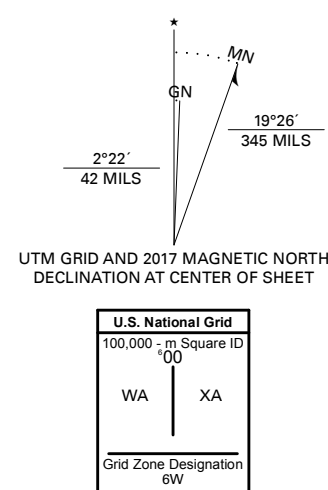 ★
MN
GN
19°26´
345 MILS
2°22´
42 MILS
UTM GRID AND 2017 MAGNETIC NORTH
DECLINATION AT CENTER OF SHEET
U.S. National Grid
100,000 - m Square ID
⁶00
WA XA
Grid Zone Designation
6W